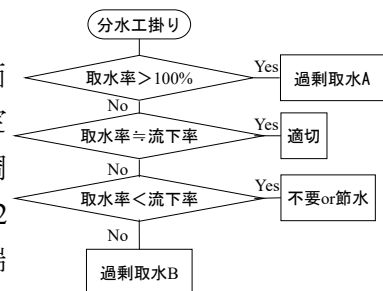 分水工掛り
取水率＞100%
Yes
過剰取水A
No
取水率≒流下率
Yes
適切
No
取水率＜流下率
Yes
不要or節水
No
過剰取水B
2